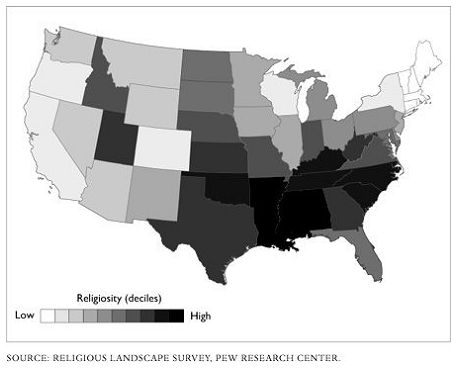 Religiosity (deciles)
Low High
SOURCE: RELIGIOUS LANDSCAPE SURVEY, PEW RESEARCH CENTER.